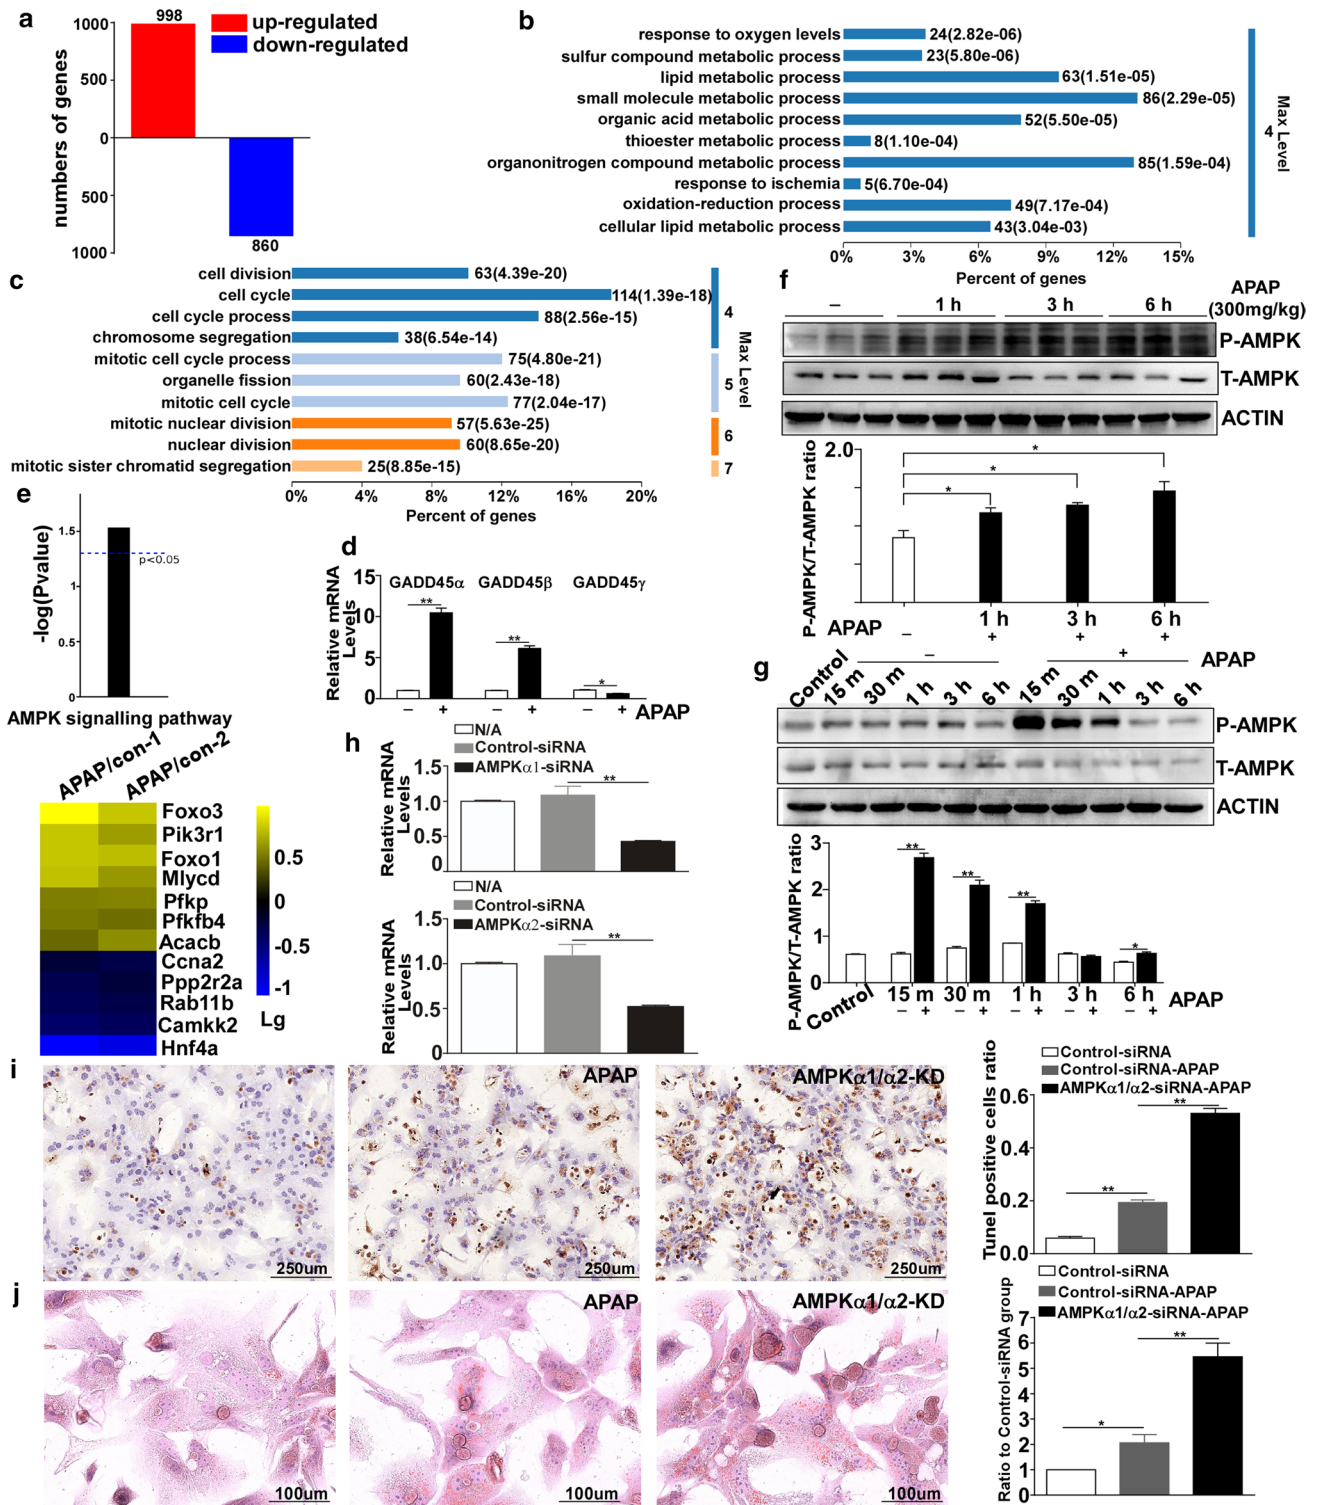 a
numbers of genes
1000
500
0
500
1000
998
860
up-regulated
down-regulated
b
response to oxygen levels 24(2.82e-06)
sulfur compound metabolic process 23(5.80e-06)
lipid metabolic process 63(1.51e-05)
small molecule metabolic process 86(2.29e-05)
organic acid metabolic process 52(5.50e-05)
thioester metabolic process 8(1.10e-04)
organonitrogen compound metabolic process 85(1.59e-04)
response to ischemia 5(6.70e-04)
oxidation-reduction process 49(7.17e-04)
cellular lipid metabolic process 43(3.04e-03)
0% 3% 6% 9% 12% 15%
Percent of genes
4
Max Level
c
cell division 63(4.39e-20)
cell cycle 114(1.39e-18)
cell cycle process 88(2.56e-15)
chromosome segregation 38(6.54e-14)
mitotic cell cycle process 75(4.80e-21)
organelle fission 60(2.43e-18)
mitotic cell cycle 77(2.04e-17)
mitotic nuclear division 57(5.63e-25)
nuclear division 60(8.65e-20)
mitotic sister chromatid segregation 25(8.85e-15)
0% 4% 8% 12% 16% 20%
Percent of genes
4
5
6
7
Max Level
f
– 1 h 3 h 6 h APAP
(300mg/kg)
P-AMPK
T-AMPK
ACTIN
P-AMPK/T-AMPK ratio
2.0
*
*
*
1 h 3 h 6 h
APAP – + + +
e
-log(Pvalue)
1.5
1
0.5
0
p<0.05
AMPK signalling pathway
APAP/con-1
APAP/con-2
Foxo3
Pik3r1
Foxo1
Mlycd
Pfkp
Pfkfb4
Acacb
Ccna2
Ppp2r2a
Rab11b
Camkk2
Hnf4a
0.5
0
-0.5
-1
Lg
d
Relative mRNA
Levels
15
10
5
0
GADD45α GADD45β GADD45γ
** ** *
– + – + – + APAP
g
Control 15 m 30 m 1 h 3 h 6 h 15 m 30 m 1 h 3 h 6 h
– + APAP
P-AMPK
T-AMPK
ACTIN
P-AMPK/T-AMPK ratio
3
2
1
0
** ** ** *
Control 15 m 30 m 1 h 3 h 6 h APAP
– + – + – + – + – +
h
N/A
Control-siRNA
AMPKα1-siRNA
Relative mRNA
Levels
1.5
1.0
0.5
0
**
N/A
Control-siRNA
AMPKα2-siRNA
Relative mRNA
Levels
1.5
1.0
0.5
0
**
i
250um
APAP
250um
AMPKα1/α2-KD
250um
Control-siRNA
Control-siRNA-APAP
AMPKα1/α2-siRNA-APAP
Tunel positive cells ratio
0.6
0.4
0.2
0.0
**
**
j
100um
APAP
100um
AMPKα1/α2-KD
100um
Control-siRNA
Control-siRNA-APAP
AMPKα1/α2-siRNA-APAP
Ratio to Control-siRNA group
7
6
5
4
3
2
1
0
*
**